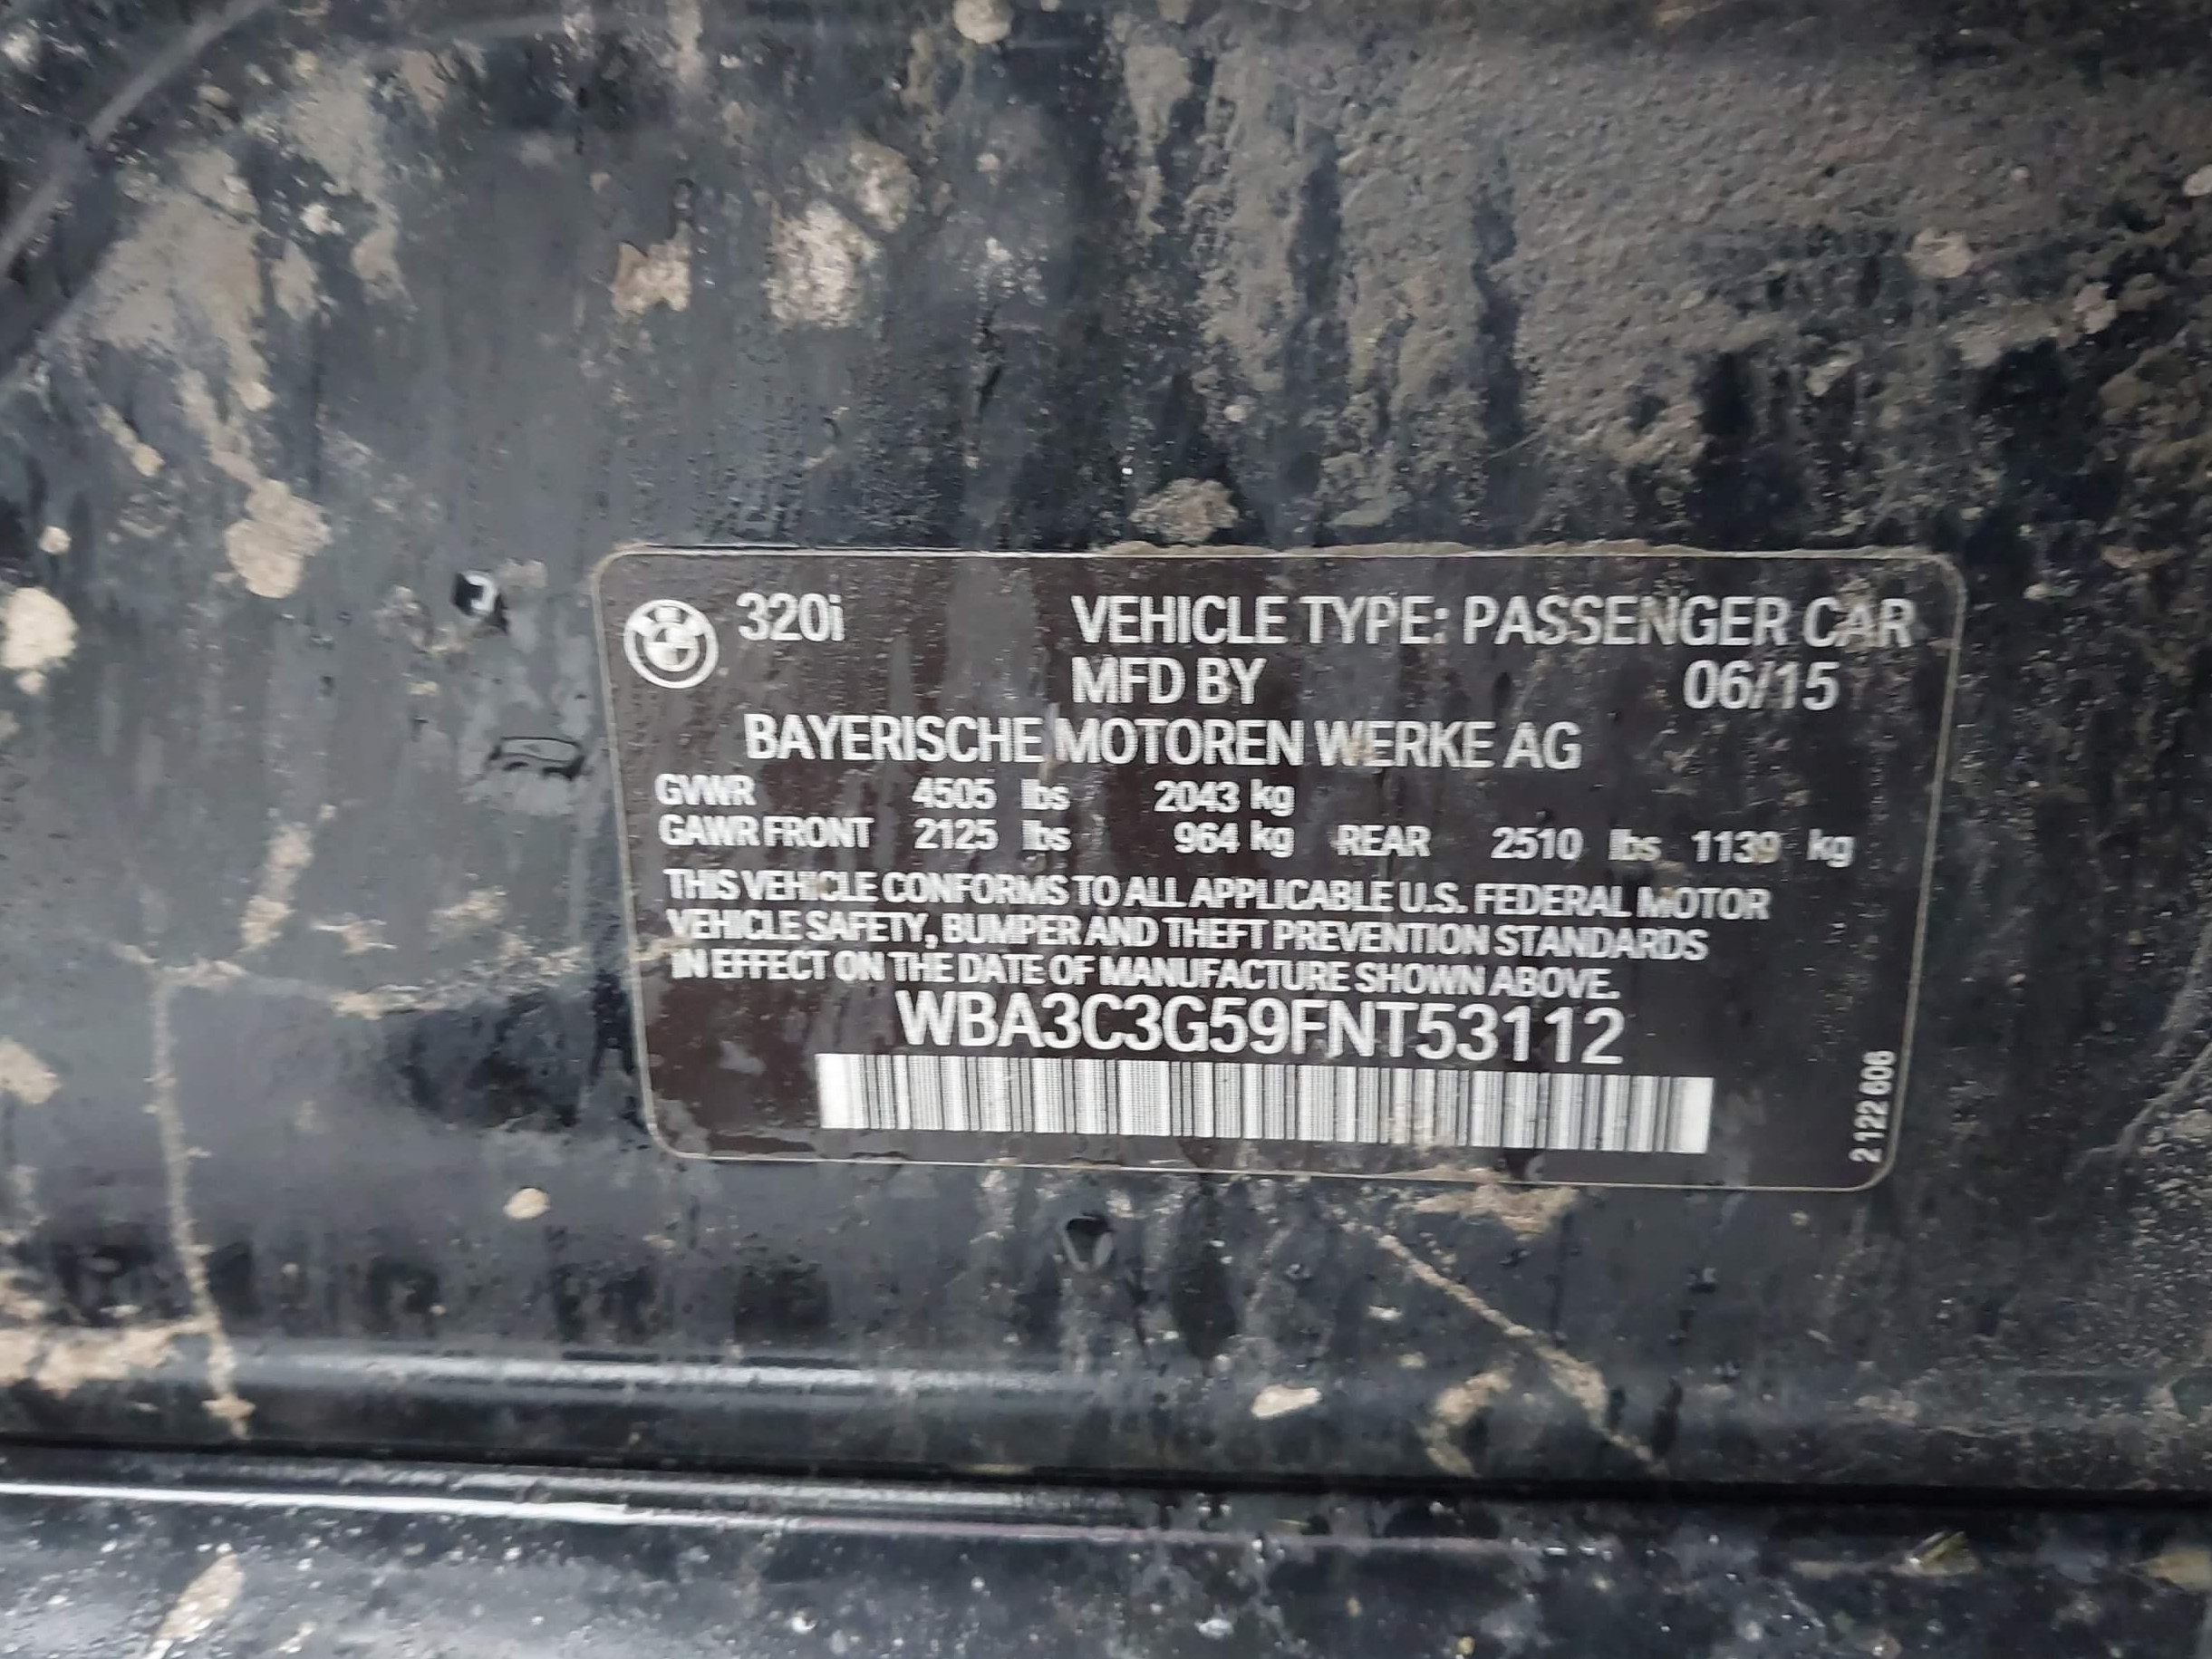 320i VEHICLE TYPE: PASSENGER CAR
MFD BY 06/15
BAYERISCHE MOTOREN WERKE AG
GVWR 4505 lbs 2043 kg
GAWR FRONT 2125 lbs 964 kg REAR 2510 lbs 1139 kg
THIS VEHICLE CONFORMS TO ALL APPLICABLE U.S. FEDERAL MOTOR
VEHICLE SAFETY, BUMPER AND THEFT PREVENTION STANDARDS
IN EFFECT ON THE DATE OF MANUFACTURE SHOWN ABOVE.
WBA3C3G59FNT53112
2 122 606